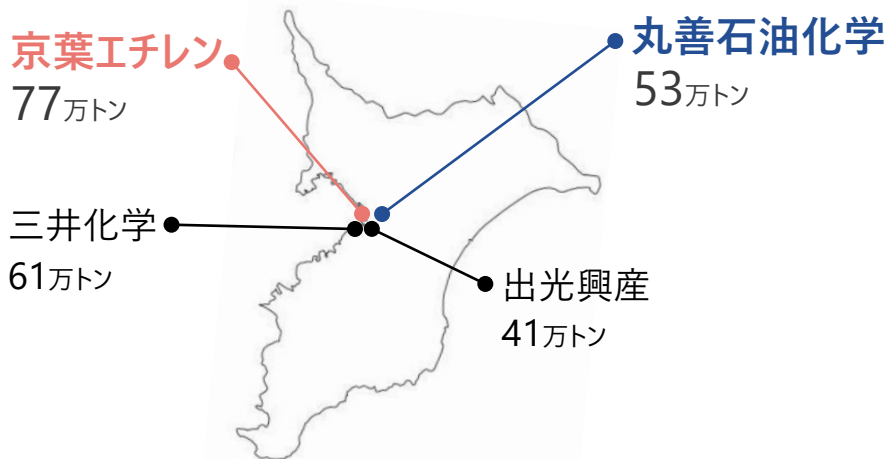 京葉エチレン
77万トン
丸善石油化学
53万トン
三井化学
61万トン
出光興産
41万トン